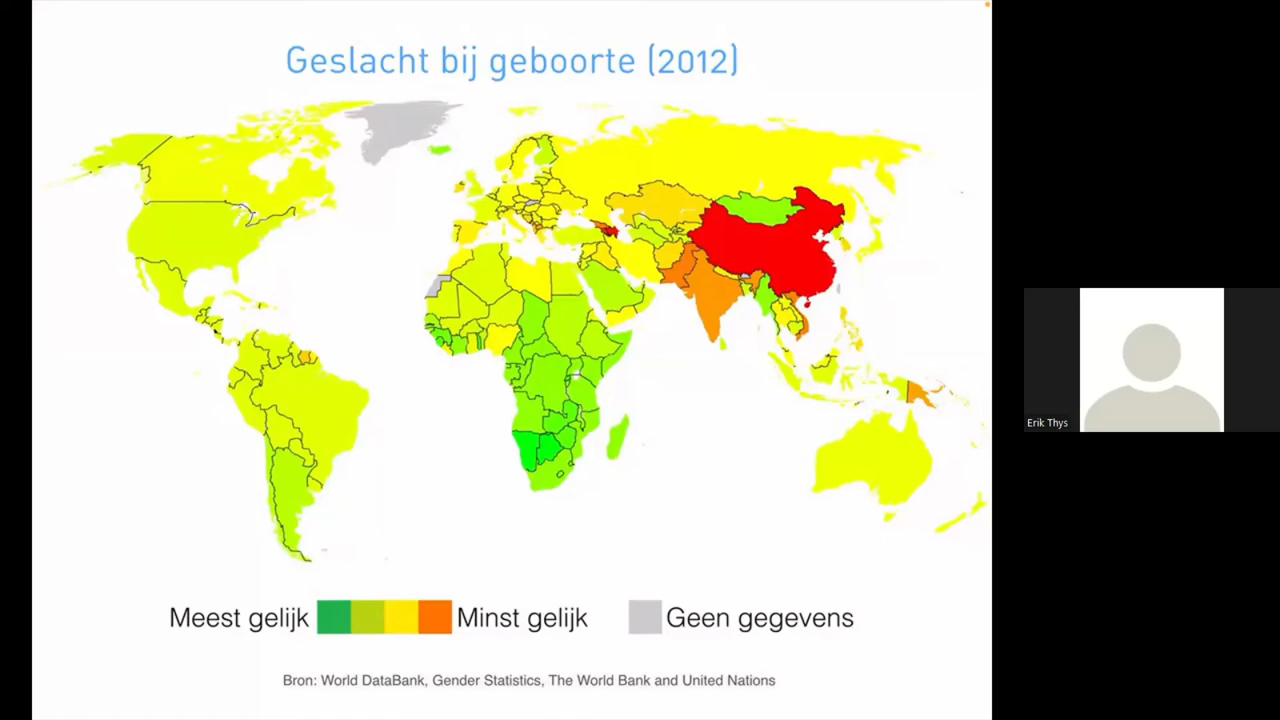 Geslacht bij geboorte (2012)
Erik Thys
Meest gelijk
Minst gelijk
Geen gegevens
Bron: World DataBank, Gender Statistics, The World Bank and United Nations